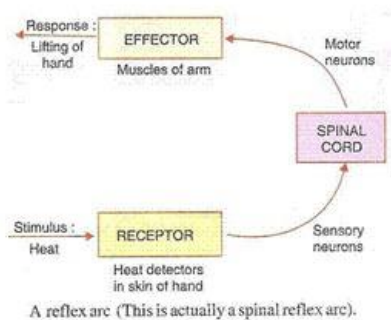 Response :
Lifting of
hand
EFFECTOR
Muscles of arm
Motor
neurons
SPINAL
CORD
Stimulus :
Heat
RECEPTOR
Heat detectors
in skin of hand
Sensory
neurons
A reflex arc (This is actually a spinal reflex arc).